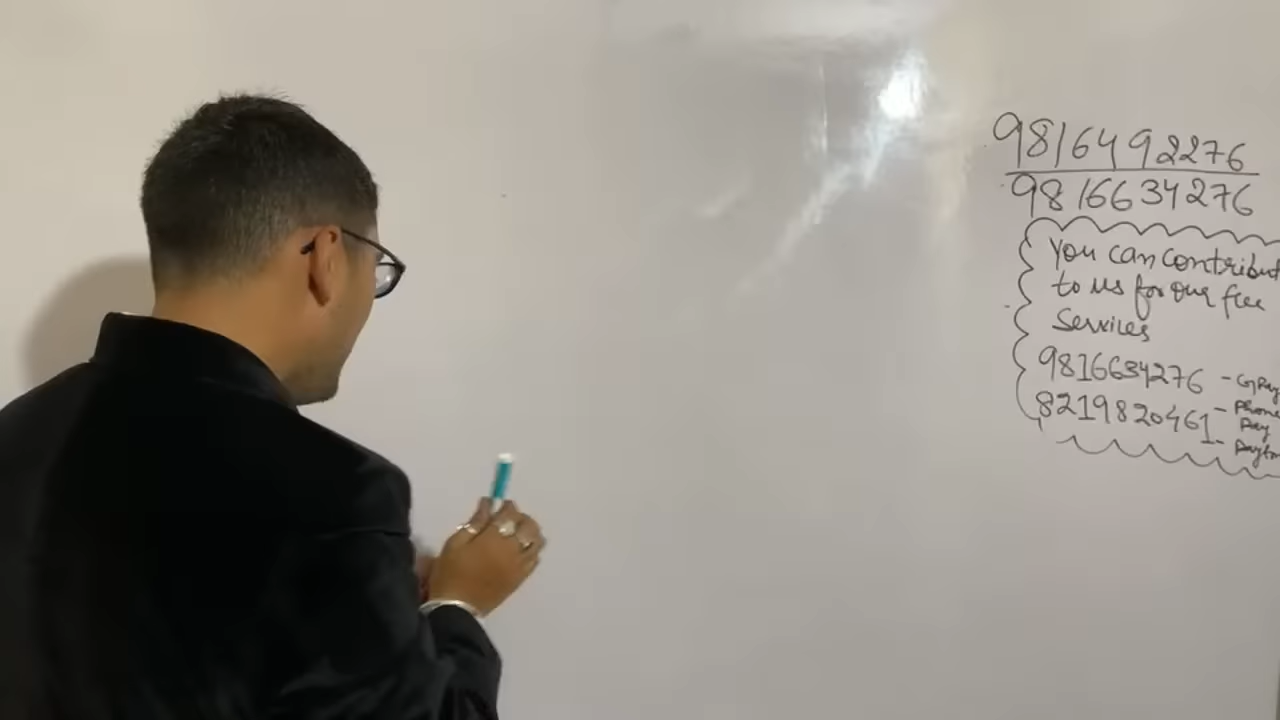 9816492276
9816634276
You can contribut
to us for our free
Services
9816634276 - GPay
8219820461 - Phone
Pay
- Paytm